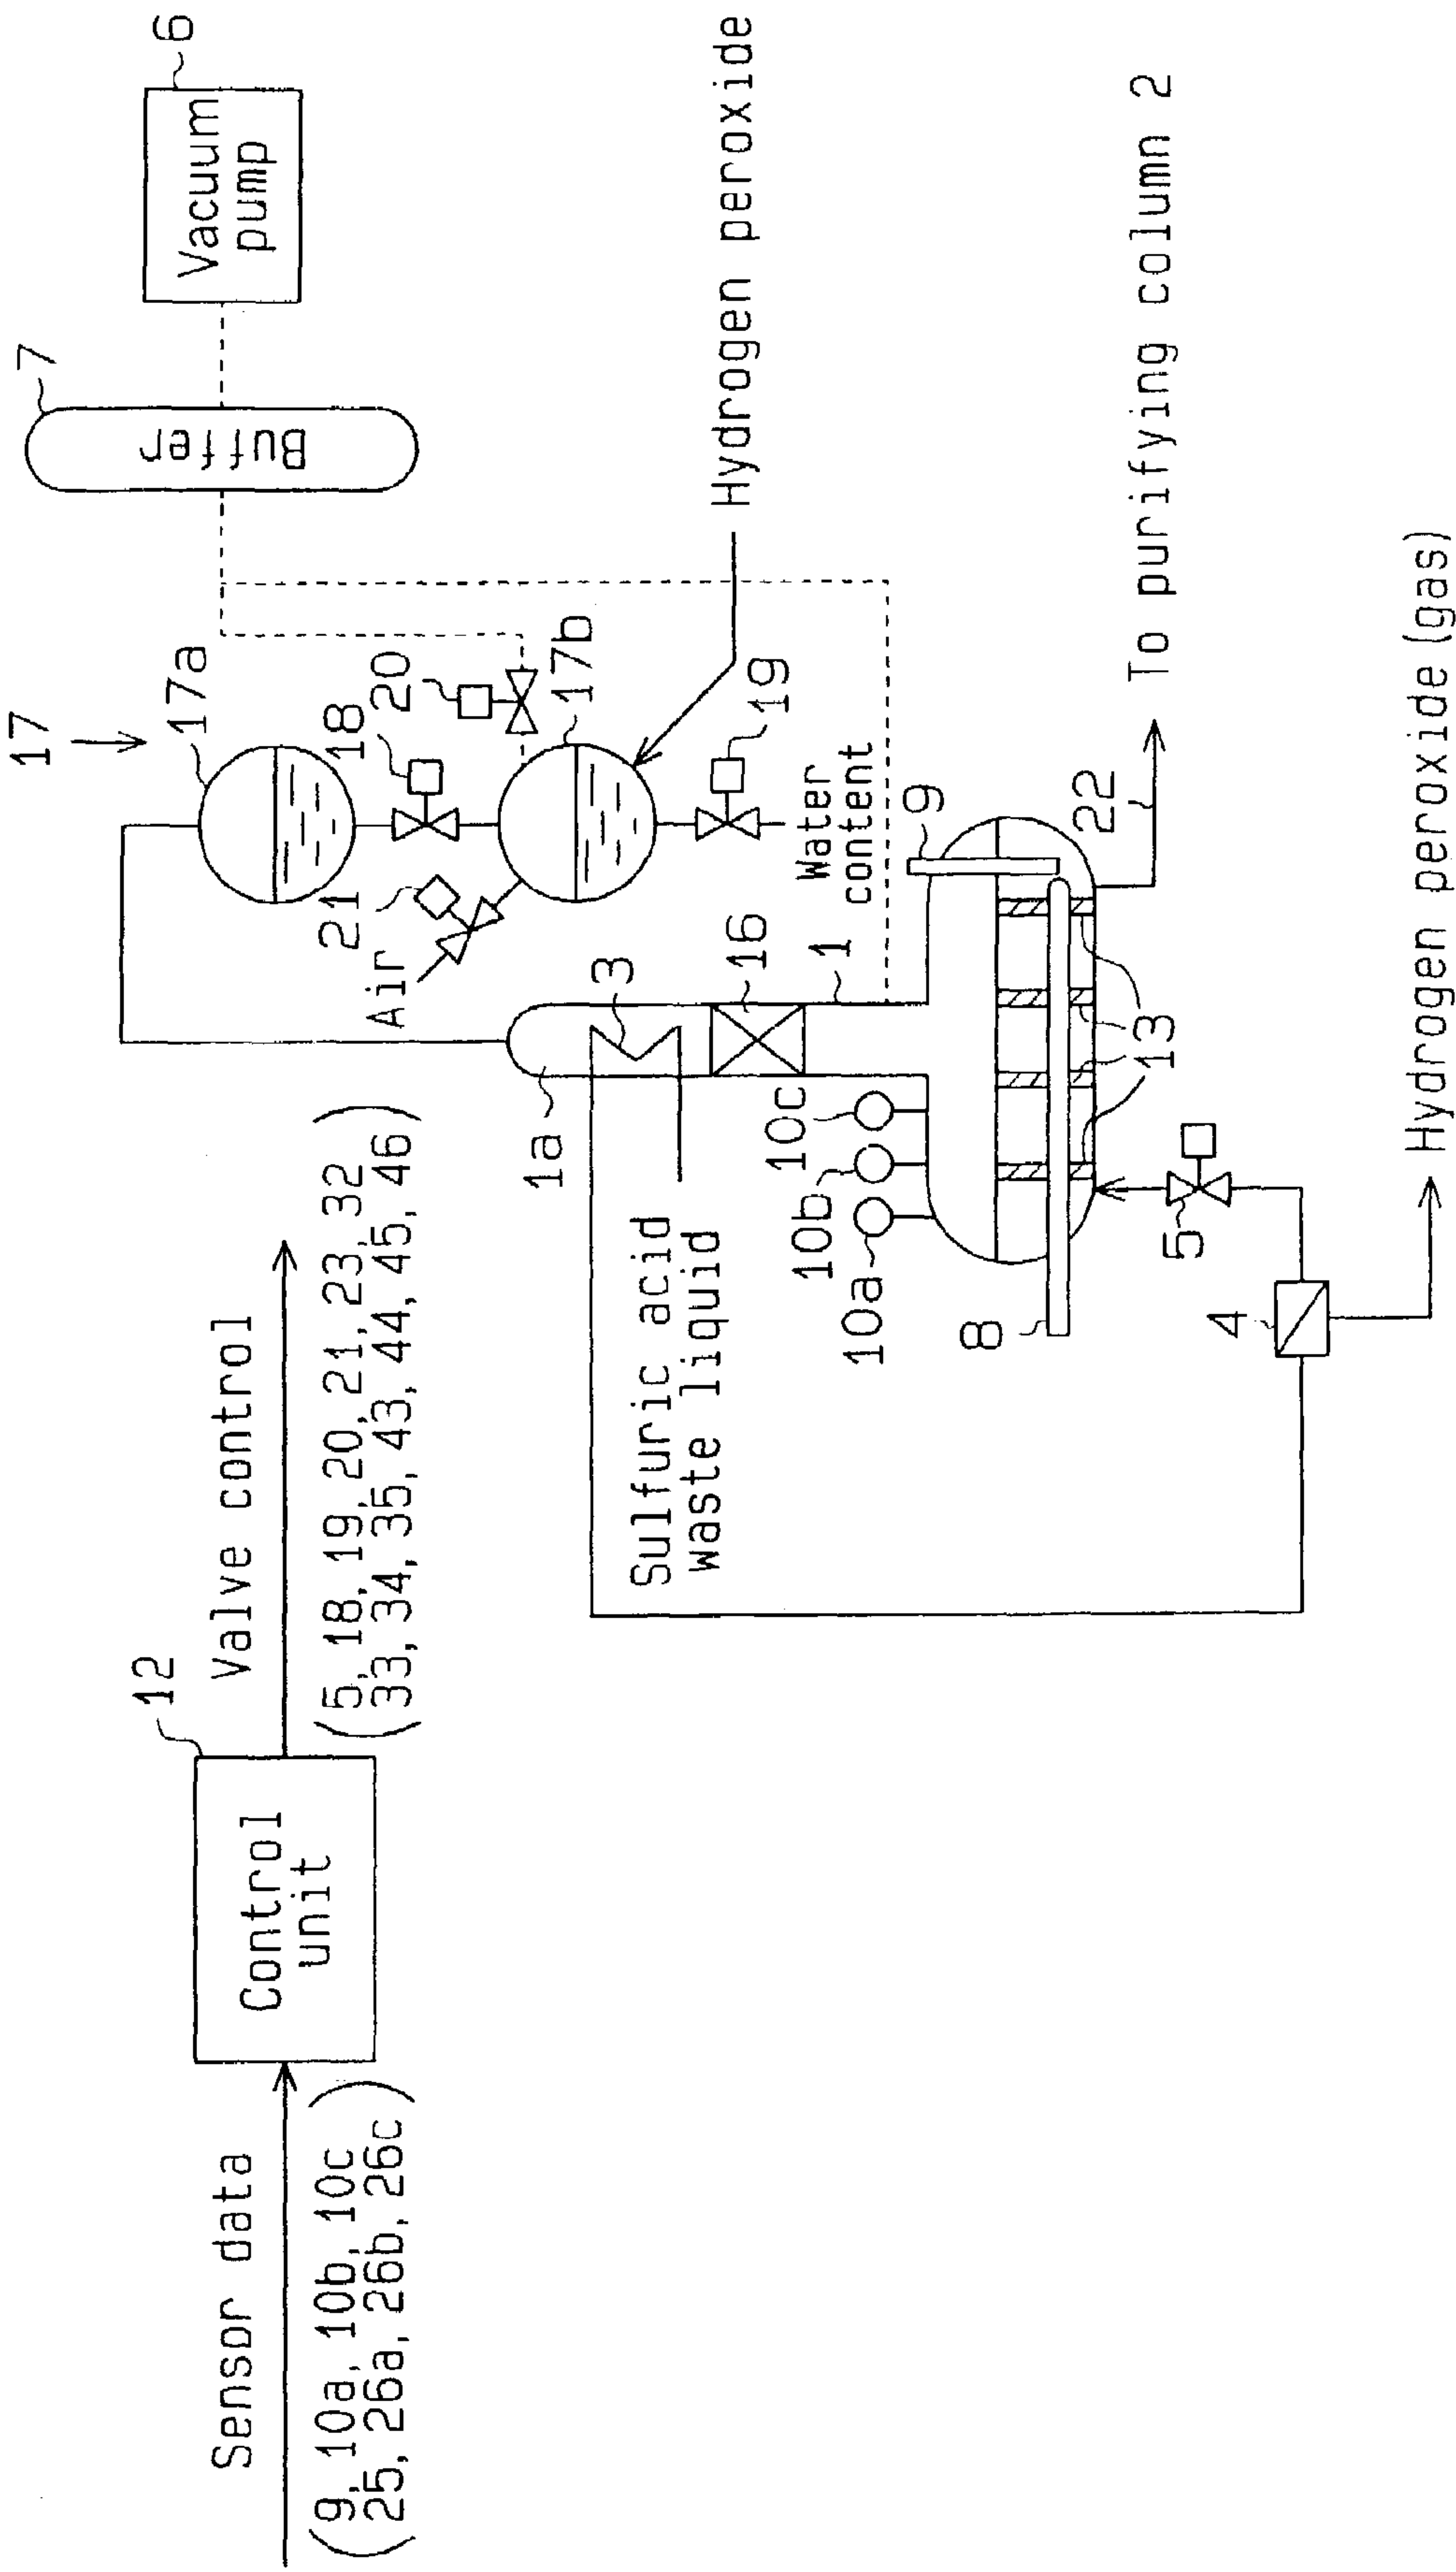 Sensor data
(9, 10a, 10b, 10c
25, 26a, 26b, 26c)
12
Control
unit
Valve control
(5, 18, 19, 20, 21, 23, 32
33, 34, 35, 43, 44, 45, 46)
17
17a
7
Buffer
6
Vacuum
pump
18
20
21
Air
17b
Hydrogen peroxide
19
Water
content
1a
3
16
1
Sulfuric acid
waste liquid
10a
10b
10c
9
8
13
22
To purifying column 2
5
4
Hydrogen peroxide (gas)